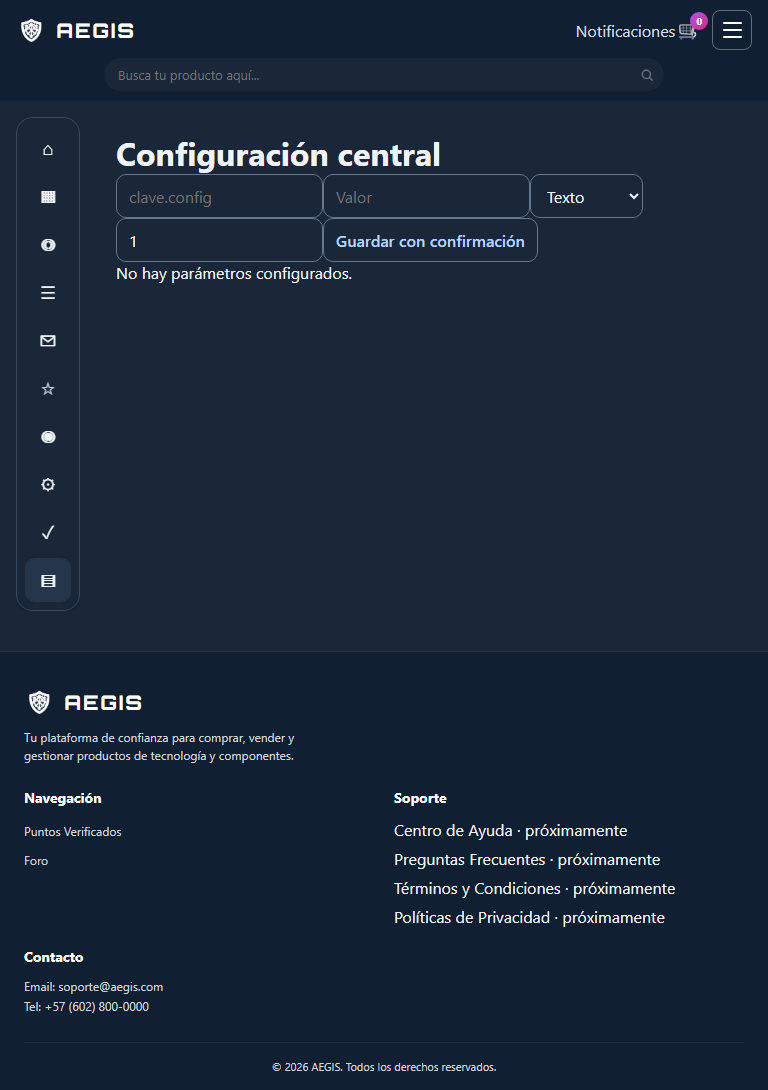 AEGIS
Notificaciones
0
Busca tu producto aquí...
Configuración central
clave.config
Valor
Texto
1
Guardar con confirmación
No hay parámetros configurados.
AEGIS
Tu plataforma de confianza para comprar, vender y
gestionar productos de tecnología y componentes.
Navegación
Puntos Verificados
Foro
Soporte
Centro de Ayuda · próximamente
Preguntas Frecuentes · próximamente
Términos y Condiciones · próximamente
Políticas de Privacidad · próximamente
Contacto
Email: soporte@aegis.com
Tel: +57 (602) 800-0000
© 2026 AEGIS. Todos los derechos reservados.